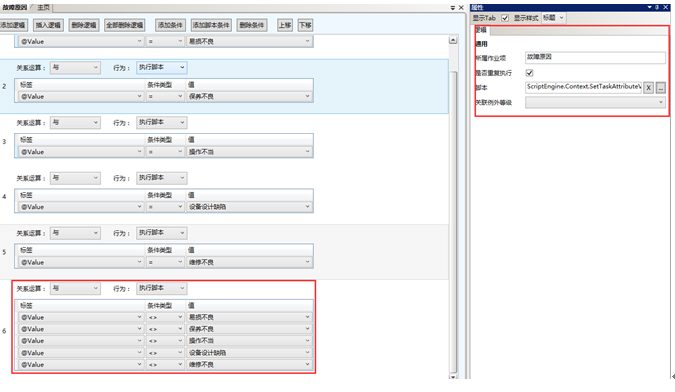 故障原因 主页
添加逻辑 插入逻辑 删除逻辑 全部删除逻辑 添加条件 添加脚本条件 删除条件 上移 下移
@Value = 易损不良
2
关系运算： 与 行为： 执行脚本
标签 条件类型 值
@Value = 保养不良
3
关系运算： 与 行为： 执行脚本
标签 条件类型 值
@Value = 操作不当
4
关系运算： 与 行为： 执行脚本
标签 条件类型 值
@Value = 设备设计缺陷
5
关系运算： 与 行为： 执行脚本
标签 条件类型 值
@Value = 维修不良
6
关系运算： 与 行为： 执行脚本
标签 条件类型 值
@Value <> 易损不良
@Value <> 保养不良
@Value <> 操作不当
@Value <> 设备设计缺陷
@Value <> 维修不良
属性
显示Tab 显示样式 标题
逻辑
通用
所属作业项 故障原因
是否重复执行
脚本 ScriptEngine.Context.SetTaskAttributeV X ...
关联例外等级